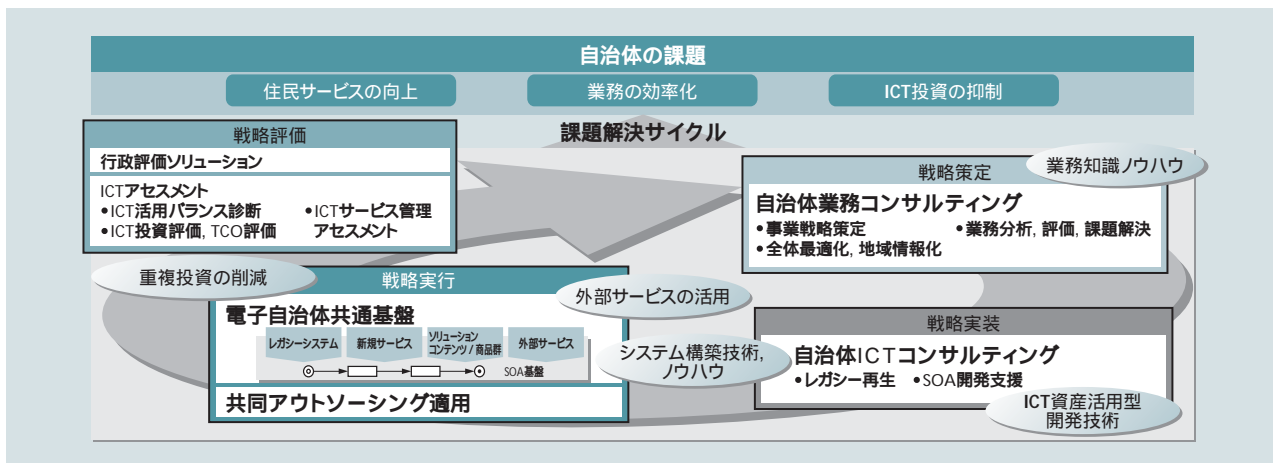 自治体の課題
住民サービスの向上
業務の効率化
ICT投資の抑制
課題解決サイクル
戦略評価
行政評価ソリューション
ICTアセスメント
•ICT活用バランス診断
•ICT投資評価, TCO評価
•ICTサービス管理
アセスメント
戦略策定
業務知識ノウハウ
自治体業務コンサルティング
•事業戦略策定
•業務分析, 評価, 課題解決
•全体最適化, 地域情報化
重複投資の削減
戦略実行
外部サービスの活用
電子自治体共通基盤
レガシーシステム
新規サービス
ソリューション
コンテンツ / 商品群
外部サービス
SOA基盤
共同アウトソーシング適用
システム構築技術,
ノウハウ
戦略実装
自治体ICTコンサルティング
•レガシー再生
•SOA開発支援
ICT資産活用型
開発技術